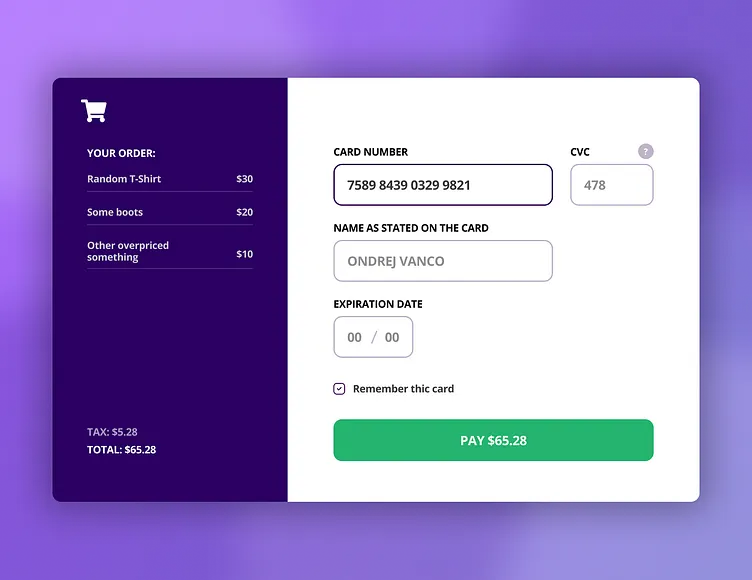 YOUR ORDER:
Random T-Shirt $30
Some boots $20
Other overpriced
something $10
TAX: $5.28
TOTAL: $65.28
CARD NUMBER CVC ?
7589 8439 0329 9821 478
NAME AS STATED ON THE CARD
ONDREJ VANCO
EXPIRATION DATE
00 / 00
Remember thic card
PAY $65.28